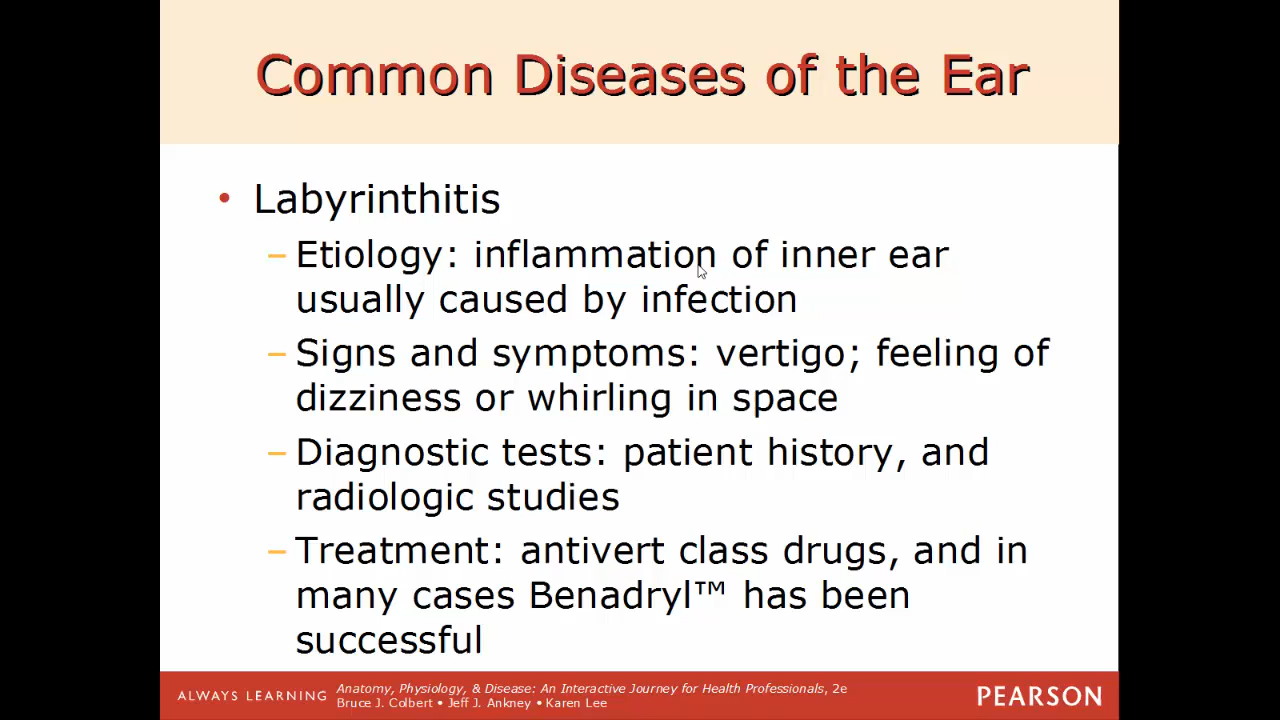 Common Diseases of the Ear
• Labyrinthitis
– Etiology: inflammation of inner ear
usually caused by infection
– Signs and symptoms: vertigo; feeling of
dizziness or whirling in space
– Diagnostic tests: patient history, and
radiologic studies
– Treatment: antivert class drugs, and in
many cases Benadryl™ has been
successful
ALWAYS LEARNING
Anatomy, Physiology, & Disease: An Interactive Journey for Health Professionals, 2e
Bruce J. Colbert • Jeff J. Ankney • Karen Lee
PEARSON